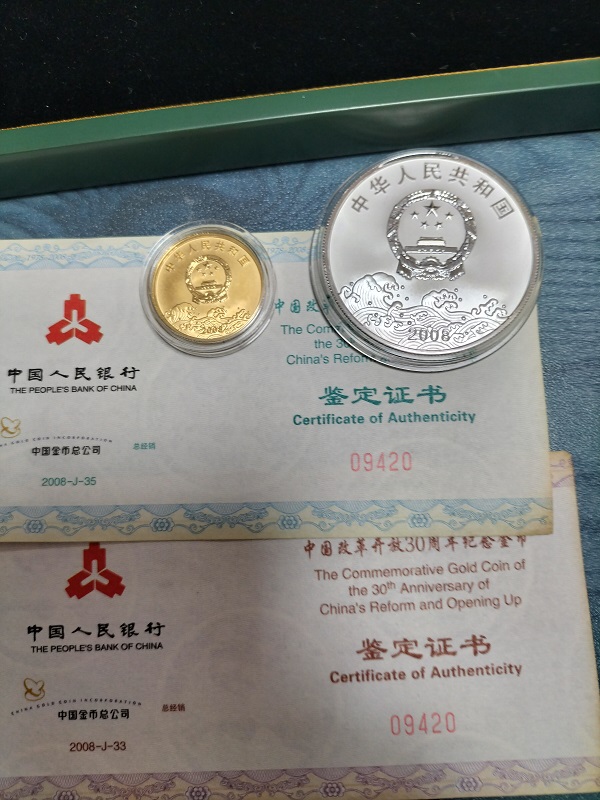 中华人民共和国
2008
中华人民共和国
2008
中国人民银行
THE PEOPLE'S BANK OF CHINA
CHINA GOLD COIN INCORPORATION
中国金币总公司
总经销
2008-J-35
中国改革
The Comm
the 30
China's Reform
鉴定证书
Certificate of Authenticity
09420
中国人民银行
THE PEOPLE'S BANK OF CHINA
CHINA GOLD COIN INCORPORATION
中国金币总公司
总经销
2008-J-33
中国改革开放30周年纪念金币
The Commemorative Gold Coin of
the 30th Anniversary of
China's Reform and Opening Up
鉴定证书
Certificate of Authenticity
09420